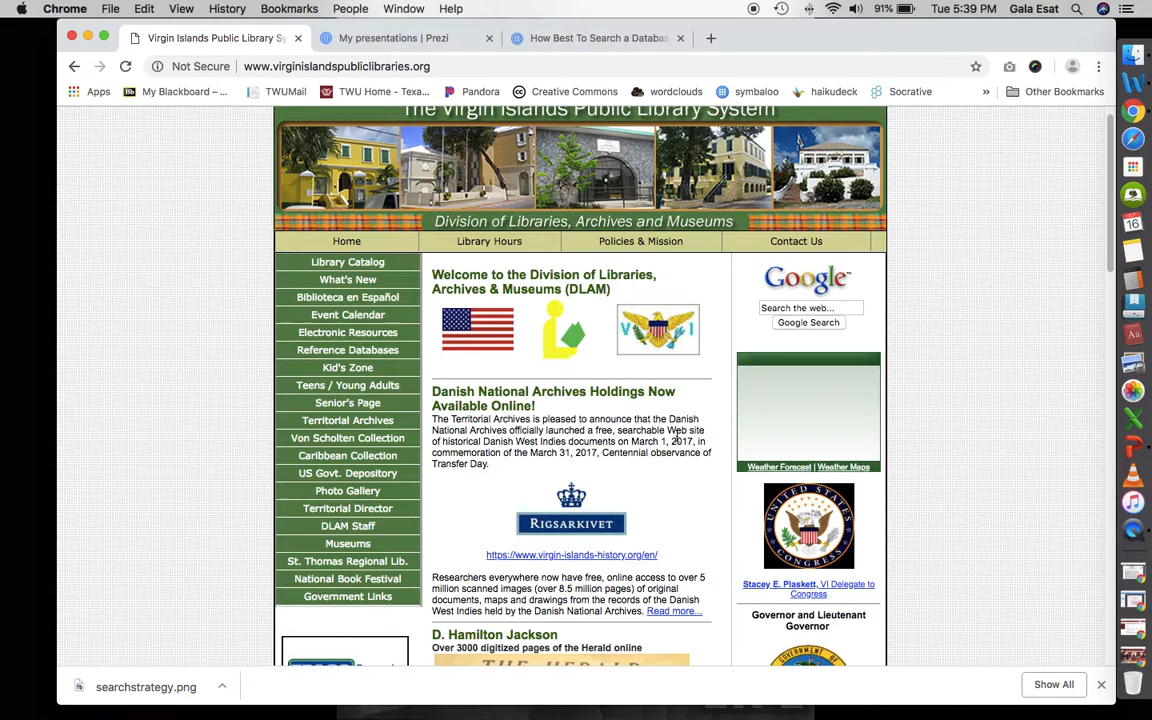 Chrome File Edit View History Bookmarks People Window Help 91% Tue 5:39 PM Gala Esat
Virgin Islands Public Library Sy
My presentations | Prezi
How Best To Search a Databas
Not Secure www.virginislandspubliclibraries.org
Apps
Bb My Blackboard – ...
TWUMail
TWU Home - Texa...
Pandora
Creative Commons
wordclouds
symbaloo
haikudeck
Socrative
»
Other Bookmarks
The Virgin Islands Public Library System
Division of Libraries, Archives and Museums
Home Library Hours Policies & Mission Contact Us
Library Catalog
What's New
Biblioteca en Español
Event Calendar
Electronic Resources
Reference Databases
Kid's Zone
Teens / Young Adults
Senior's Page
Territorial Archives
Von Scholten Collection
Caribbean Collection
US Govt. Depository
Photo Gallery
Territorial Director
DLAM Staff
Museums
St. Thomas Regional Lib.
National Book Festival
Government Links
Welcome to the Division of Libraries,
Archives & Museums (DLAM)
V I
Danish National Archives Holdings Now
Available Online!
The Territorial Archives is pleased to announce that the Danish
National Archives officially launched a free, searchable Web site
of historical Danish West Indies documents on March 1, 2017, in
commemoration of the March 31, 2017, Centennial observance of
Transfer Day.
RIGSARKIVET
https://www.virgin-islands-history.org/en/
Researchers everywhere now have free, online access to over 5
million scanned images (over 8.5 million pages) of original
documents, maps and drawings from the records of the Danish
West Indies held by the Danish National Archives. Read more...
D. Hamilton Jackson
Over 3000 digitized pages of the Herald online
THE HERALD
Google™
Search the web...
Google Search
Weather Forecast | Weather Maps
UNITED STATES
CONGRESS
Stacey E. Plaskett, VI Delegate to
Congress
Governor and Lieutenant
Governor
searchstrategy.png
Show All